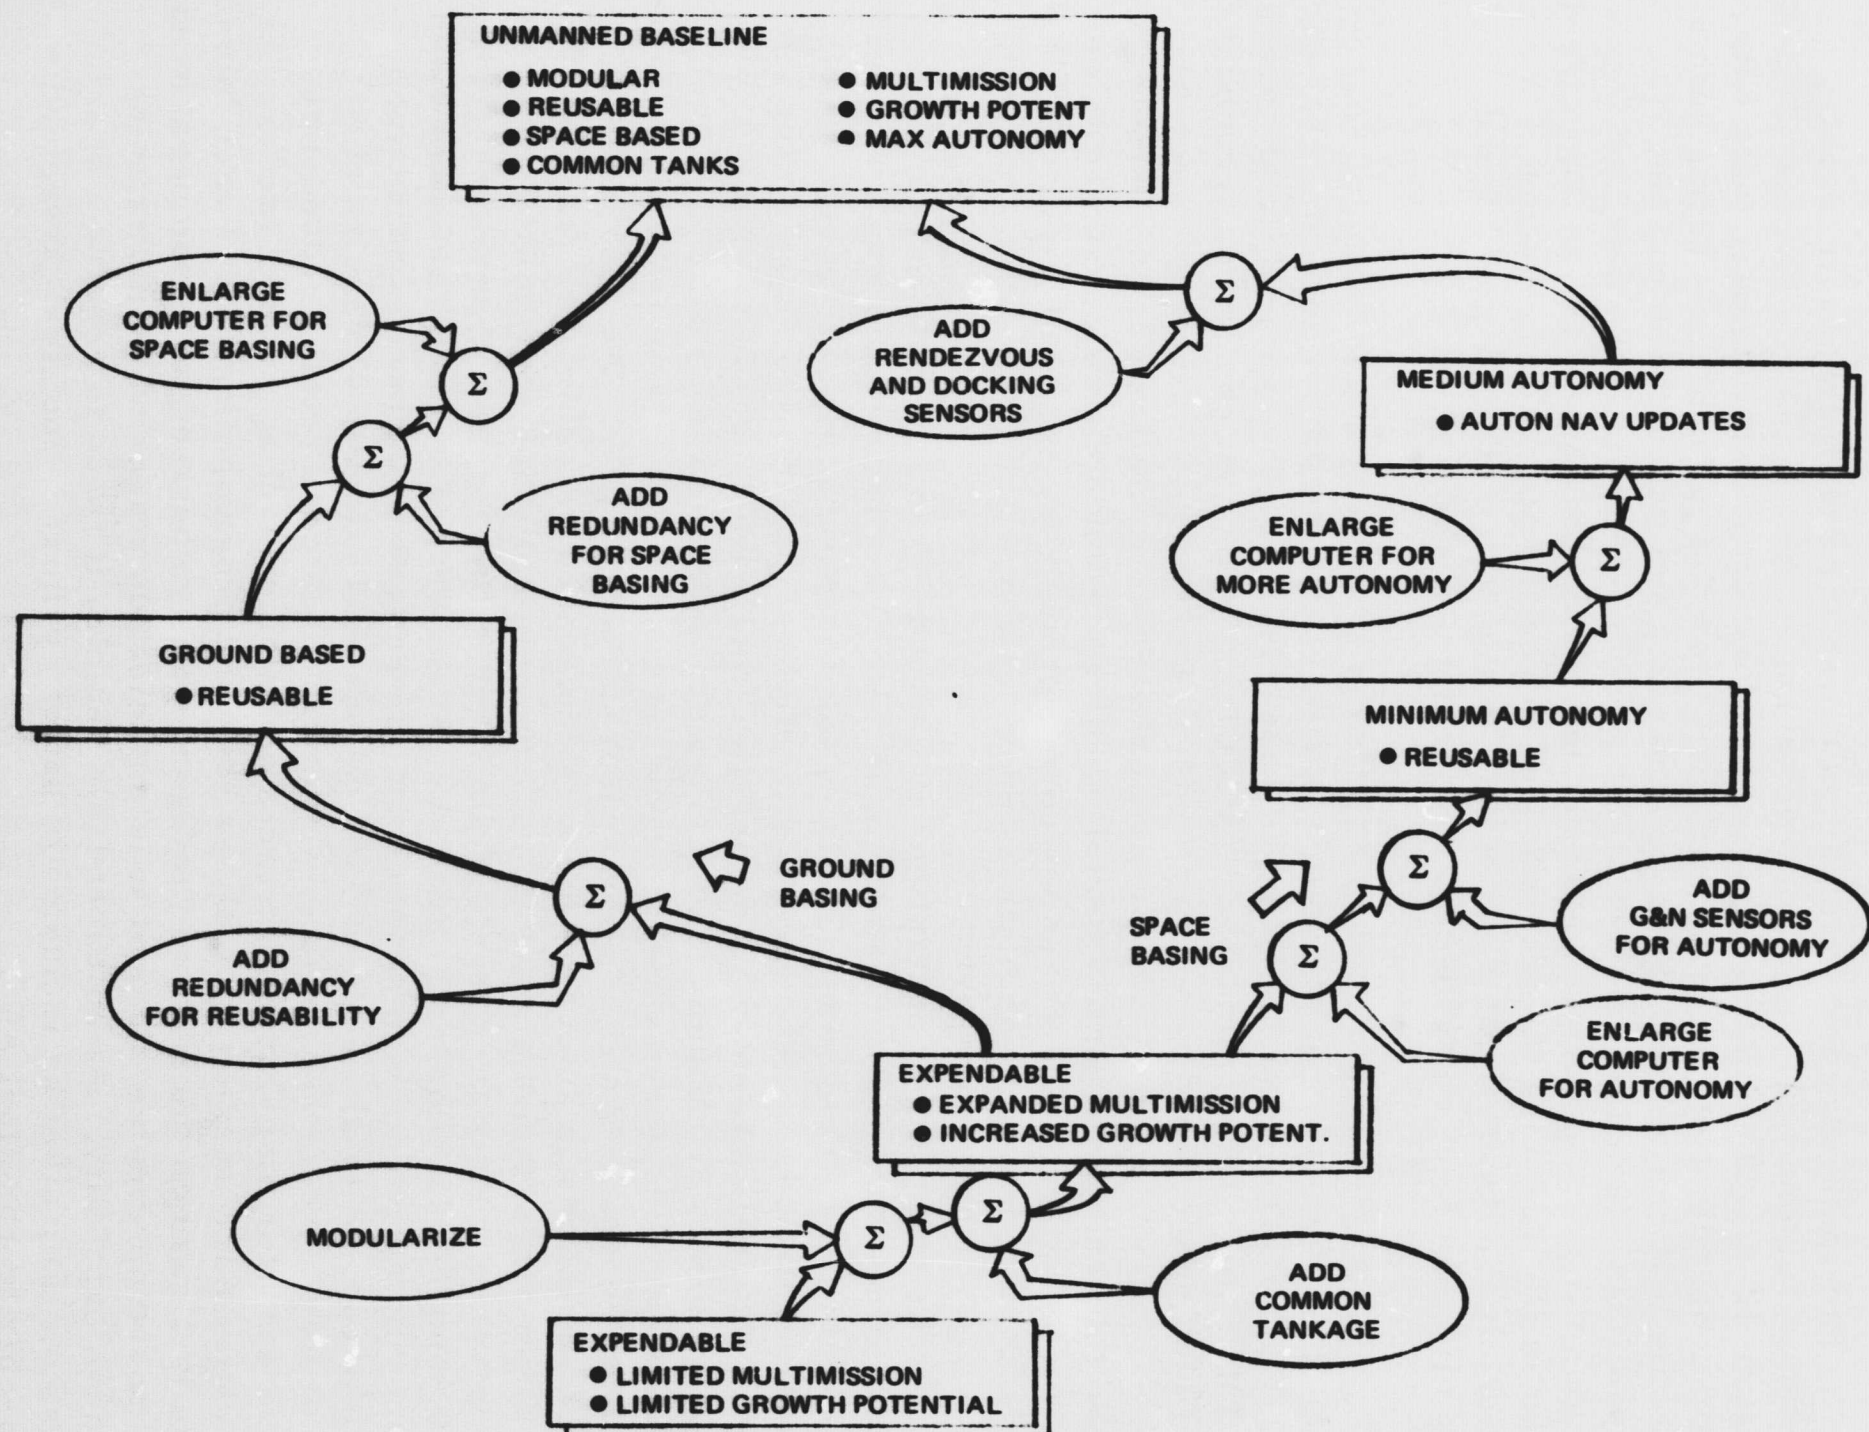 UNMANNED BASELINE
● MODULAR
● REUSABLE
● SPACE BASED
● COMMON TANKS
● MULTIMISSION
● GROWTH POTENT
● MAX AUTONOMY
ENLARGE
COMPUTER FOR
SPACE BASING
Σ
Σ
ADD
REDUNDANCY
FOR SPACE
BASING
ADD
RENDEZVOUS
AND DOCKING
SENSORS
Σ
MEDIUM AUTONOMY
● AUTON NAV UPDATES
ENLARGE
COMPUTER FOR
MORE AUTONOMY
Σ
GROUND BASED
● REUSABLE
MINIMUM AUTONOMY
● REUSABLE
Σ
GROUND
BASING
ADD
REDUNDANCY
FOR REUSABILITY
SPACE
BASING
Σ
Σ
ADD
G&N SENSORS
FOR AUTONOMY
ENLARGE
COMPUTER
FOR AUTONOMY
EXPENDABLE
● EXPANDED MULTIMISSION
● INCREASED GROWTH POTENT.
MODULARIZE
Σ
Σ
ADD
COMMON
TANKAGE
EXPENDABLE
● LIMITED MULTIMISSION
● LIMITED GROWTH POTENTIAL